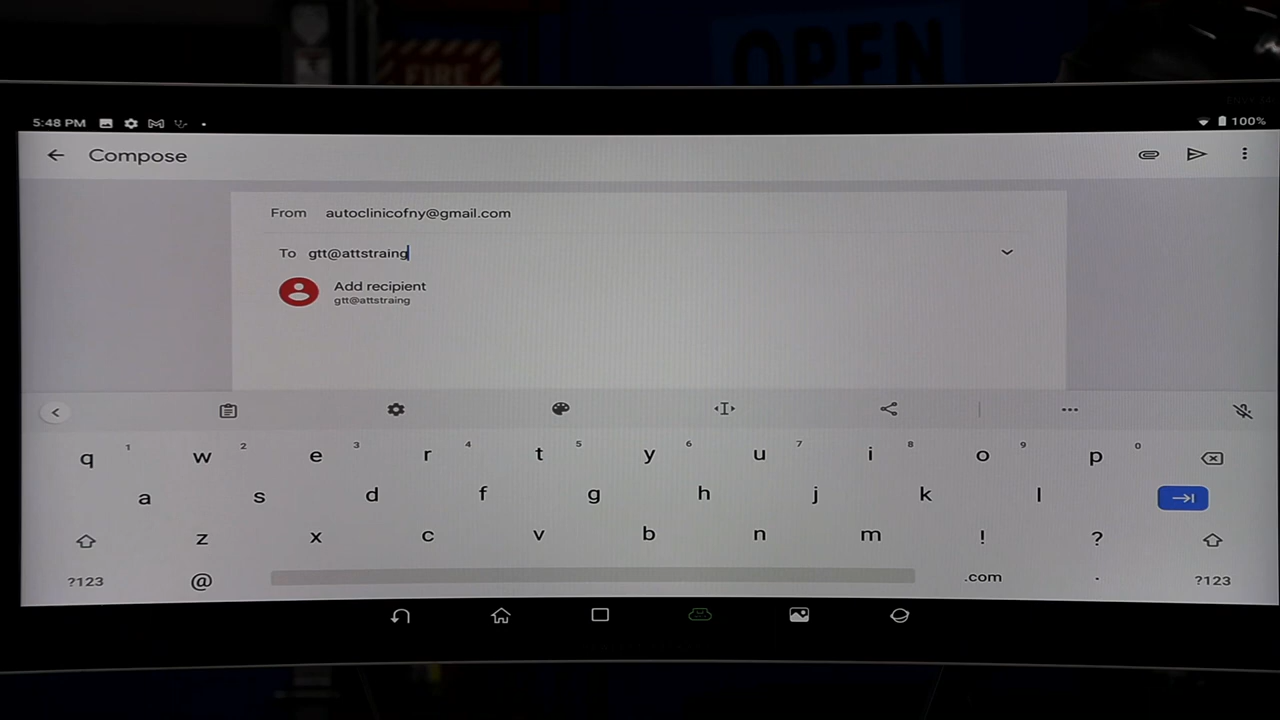 FIRE
OPEN
5:48 PM
100%
Compose
From autoclinicofny@gmail.com
To gtt@attstraing
Add recipient
gtt@attstraing
q 1 w 2 e 3 r 4 t 5 y 6 u 7 i 8 o 9 p 0
a s d f g h j k l
z x c v b n m ! ?
?123 @ .com . ?123